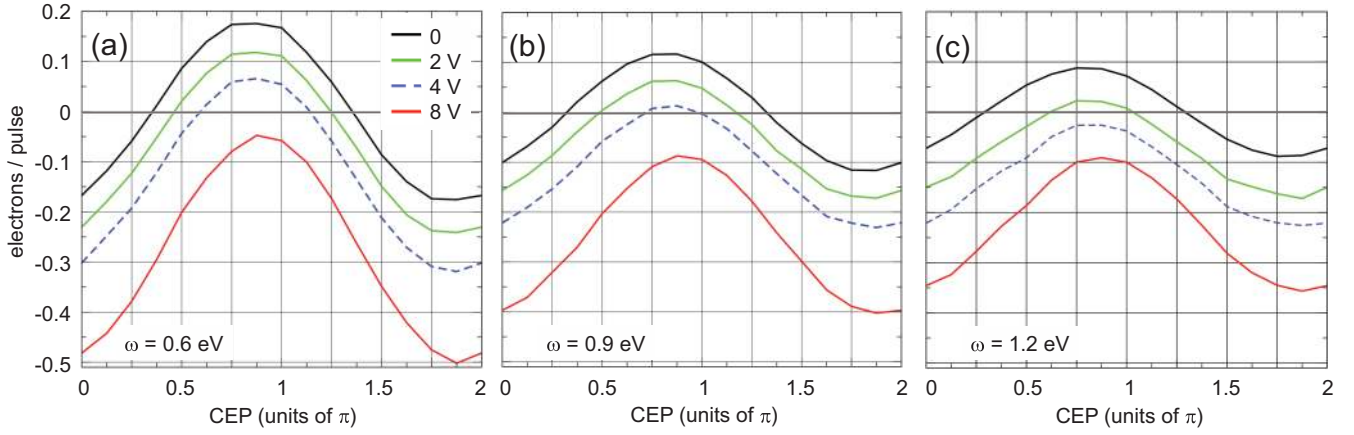 0.2
0.1
0
-0.1
-0.2
-0.3
-0.4
-0.5
electrons / pulse
(a)
0
2 V
4 V
8 V
ω = 0.6 eV
0 0.5 1 1.5 2
CEP (units of π)
(b)
ω = 0.9 eV
0 0.5 1 1.5 2
CEP (units of π)
(c)
ω = 1.2 eV
0 0.5 1 1.5 2
CEP (units of π)